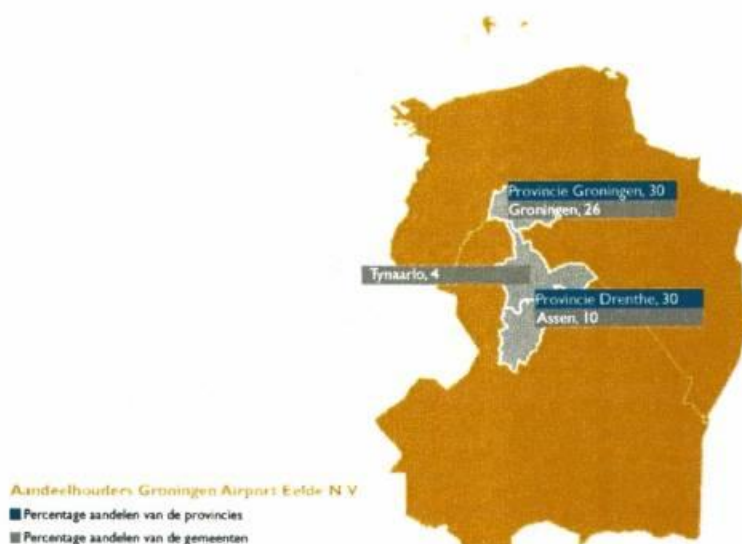 Provincie Groningen, 30
Groningen, 26
Tynaarlo, 4
Provincie Drenthe, 30
Assen, 10
Aandeelhouders Groningen Airport Eelde N V
Percentage aandelen van de provincies
Percentage aandelen van de gemeenten